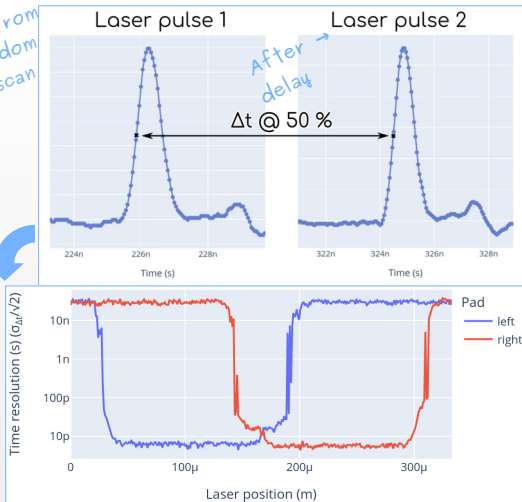 rom
dom
scan
Laser pulse 1
Laser pulse 2
After →
delay
Δt @ 50 %
224n 226n 228n
Time (s)
322n 324n 326n 328n
Time (s)
Time resolution (s) (σΔt/√2)
10n
1n
100p
10p
0 100μ 200μ 300μ
Laser position (m)
Pad
left
right